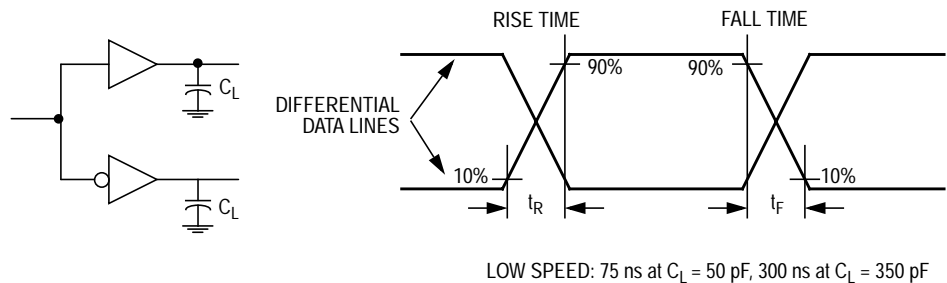 RISE TIME
FALL TIME
C_L
90%
90%
DIFFERENTIAL
DATA LINES
10%
10%
C_L
t_R
t_F
LOW SPEED: 75 ns at C_L = 50 pF, 300 ns at C_L = 350 pF